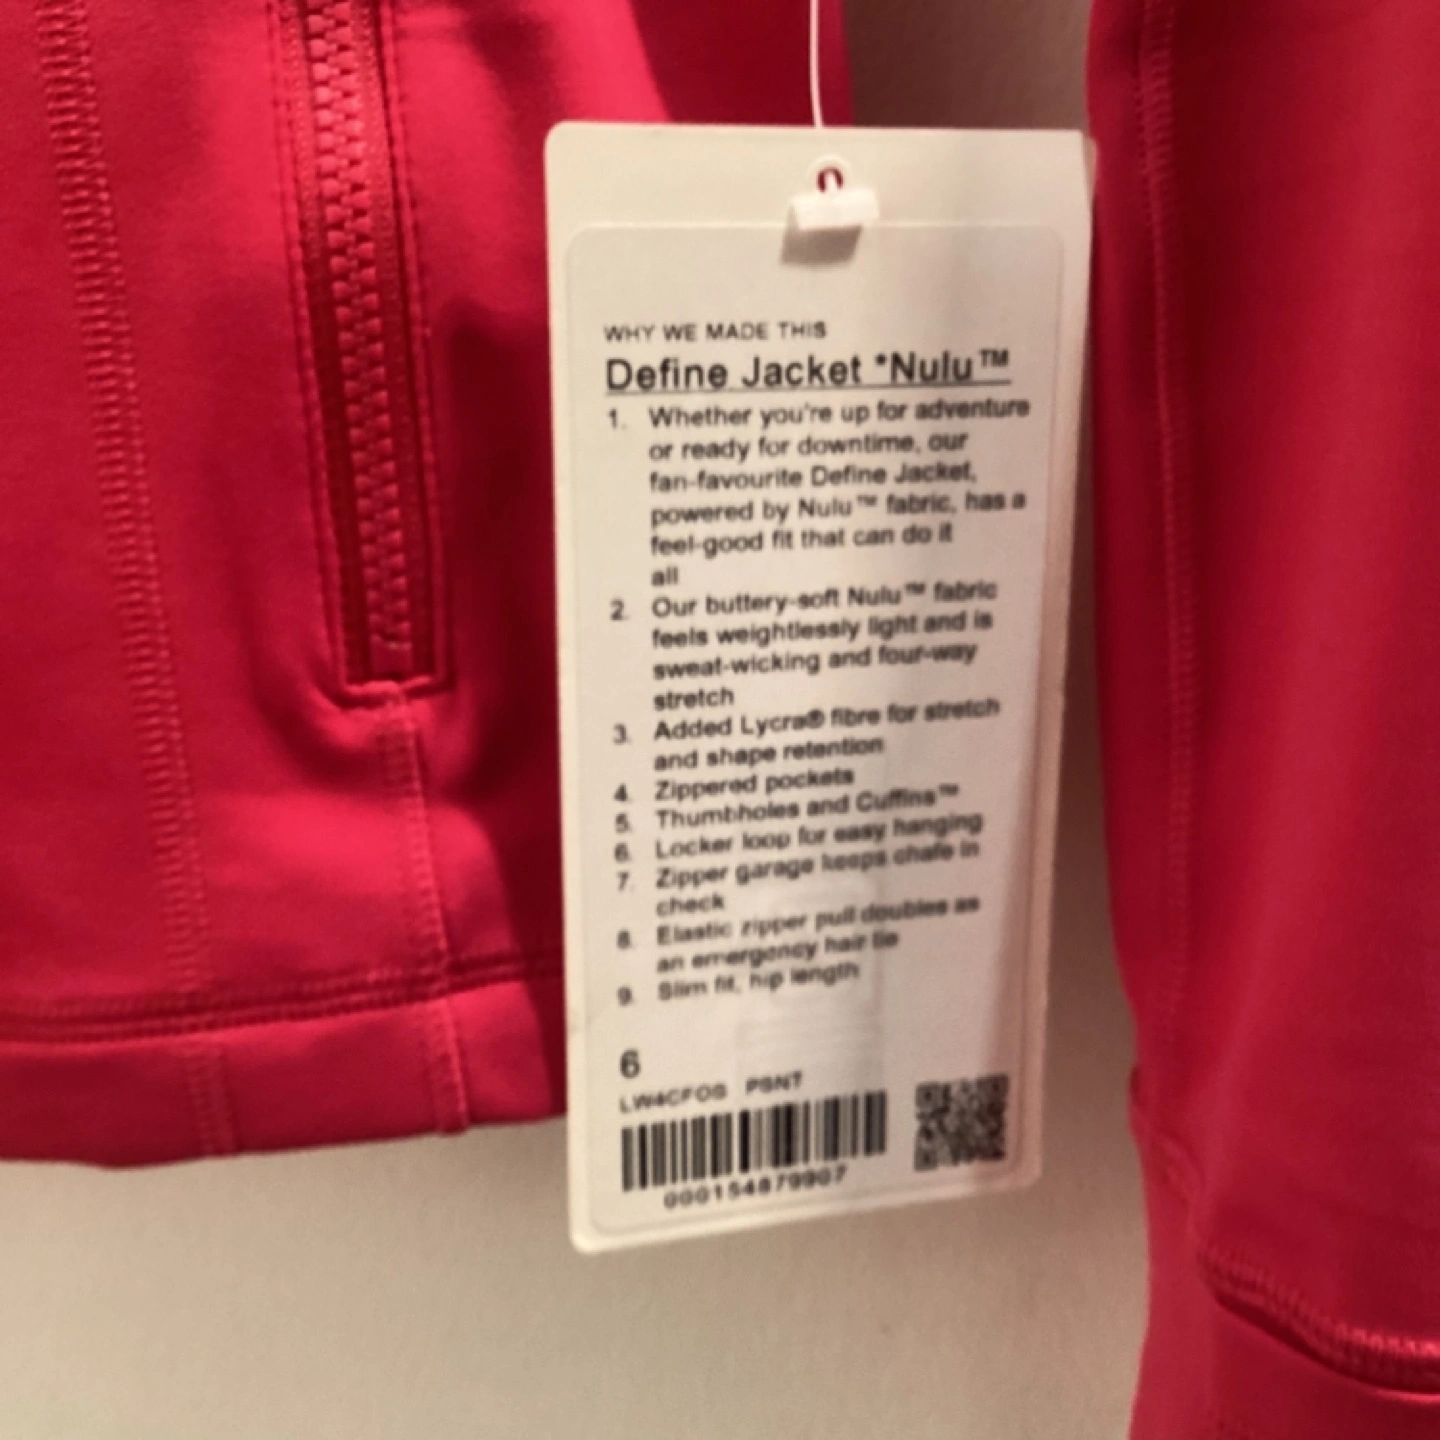 WHY WE MADE THIS
Define Jacket *Nulu™
1. Whether you're up for adventure
or ready for downtime, our
fan-favourite Define Jacket,
powered by Nulu™ fabric, has a
feel-good fit that can do it
all
2. Our buttery-soft Nulu™ fabric
feels weightlessly light and is
sweat-wicking and four-way
stretch
3. Added Lycra® fibre for stretch
and shape retention
4. Zippered pockets
5. Thumbholes and Cuffins™
6. Locker loop for easy hanging
7. Zipper garage keeps chafe in
check
8. Elastic zipper pull doubles as
an emergency hair tie
9. Slim fit, hip length
6
LW4CFOS PSNT
000154879907